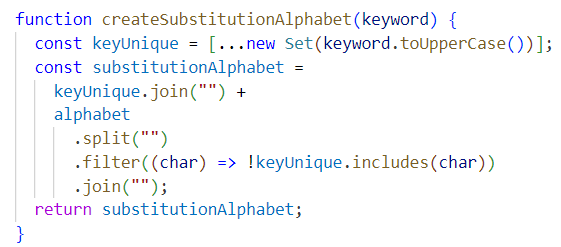 function createSubstitutionAlphabet(keyword) {
  const keyUnique = [...new Set(keyword.toUpperCase())];
  const substitutionAlphabet =
    keyUnique.join("") +
    alphabet
      .split("")
      .filter((char) => !keyUnique.includes(char))
      .join("");
  return substitutionAlphabet;
}